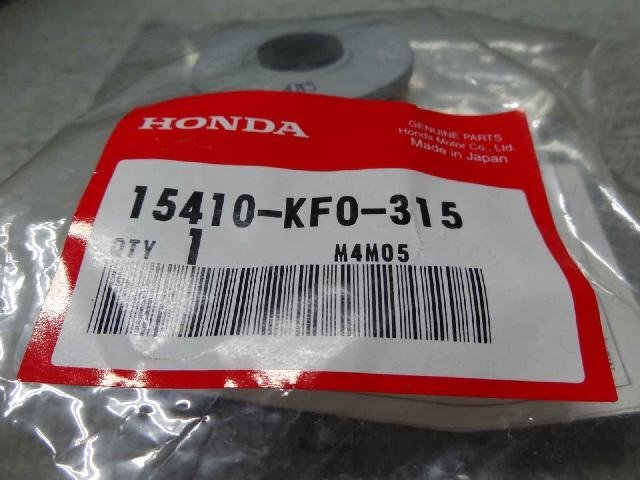 HONDA
GENUINE PARTS
Honda Motor Co., Ltd.
Made in Japan
15410-KF0-315
QTY 1 M4M05